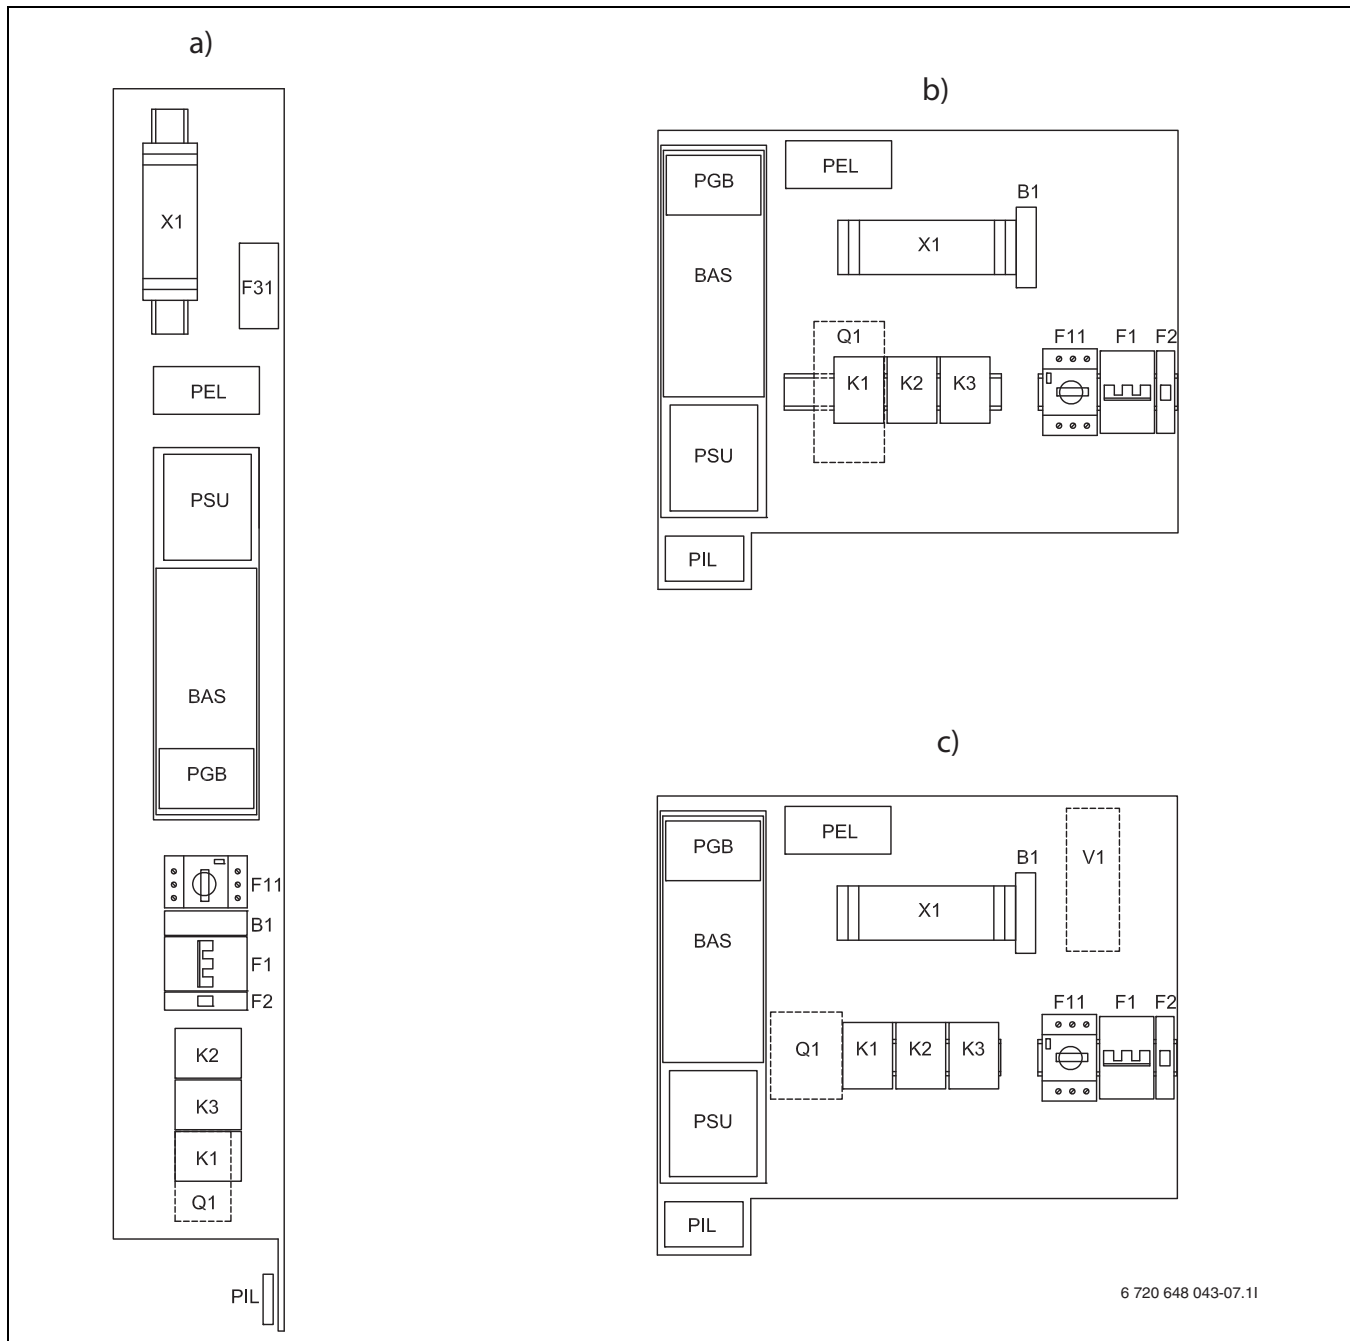 a)
X1
F31
PEL
PSU
BAS
PGB
F11
B1
F1
F2
K2
K3
K1
Q1
PIL
b)
PGB
PEL
B1
X1
BAS
Q1
F11 F1 F2
K1 K2 K3
PSU
PIL
c)
PGB
PEL
B1
V1
X1
BAS
F11 F1 F2
Q1 K1 K2 K3
PSU
PIL
6 720 648 043-07.1I